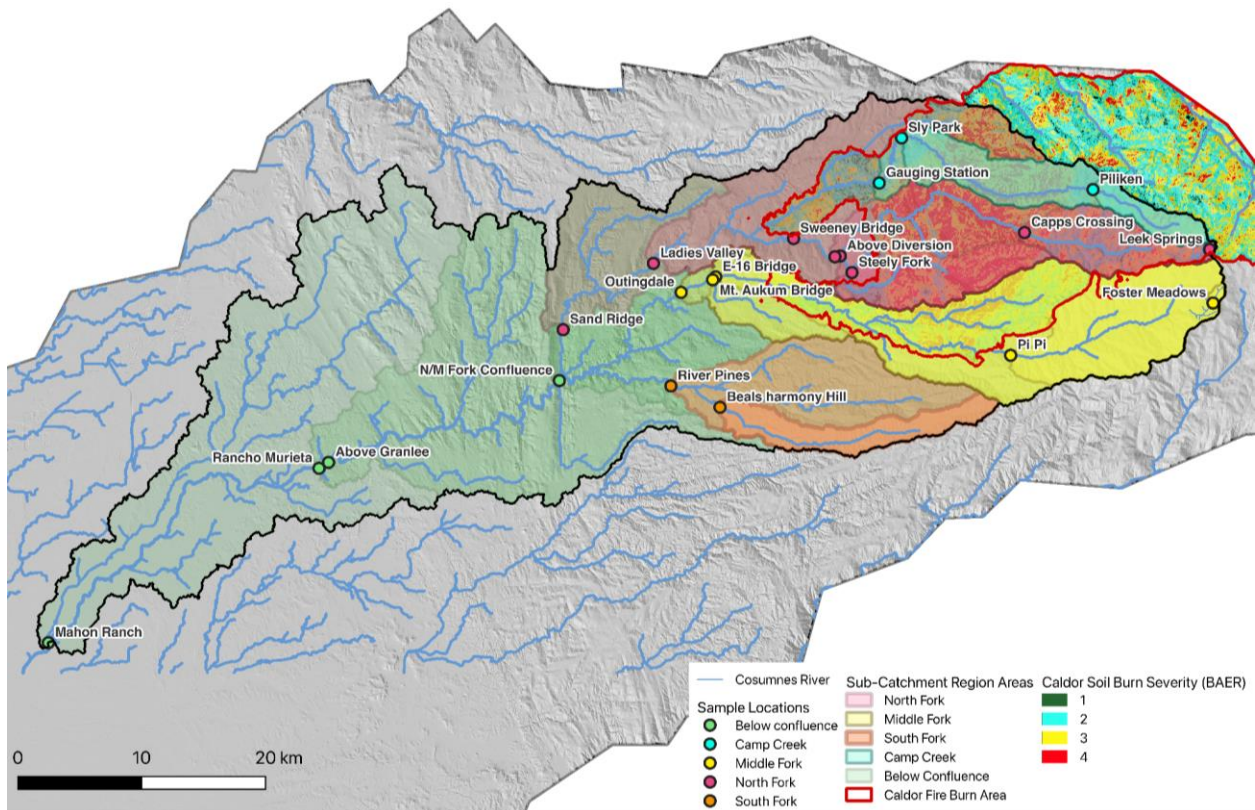 Sly Park
Gauging Station
Piliken
Sweeney Bridge
Capps Crossing
Above Diversion
Leek Springs
Ladies Valley
Steely Fork
E-16 Bridge
Outingdale
Mt. Aukum Bridge
Foster Meadows
Sand Ridge
Pi Pi
N/M Fork Confluence
River Pines
Beals harmony Hill
Rancho Murieta
Above Granlee
Mahon Ranch
0 10 20 km
Cosumnes River
Sample Locations
Below confluence
Camp Creek
Middle Fork
North Fork
South Fork
Sub-Catchment Region Areas
North Fork
Middle Fork
South Fork
Camp Creek
Below Confluence
Caldor Fire Burn Area
Caldor Soil Burn Severity (BAER)
1
2
3
4